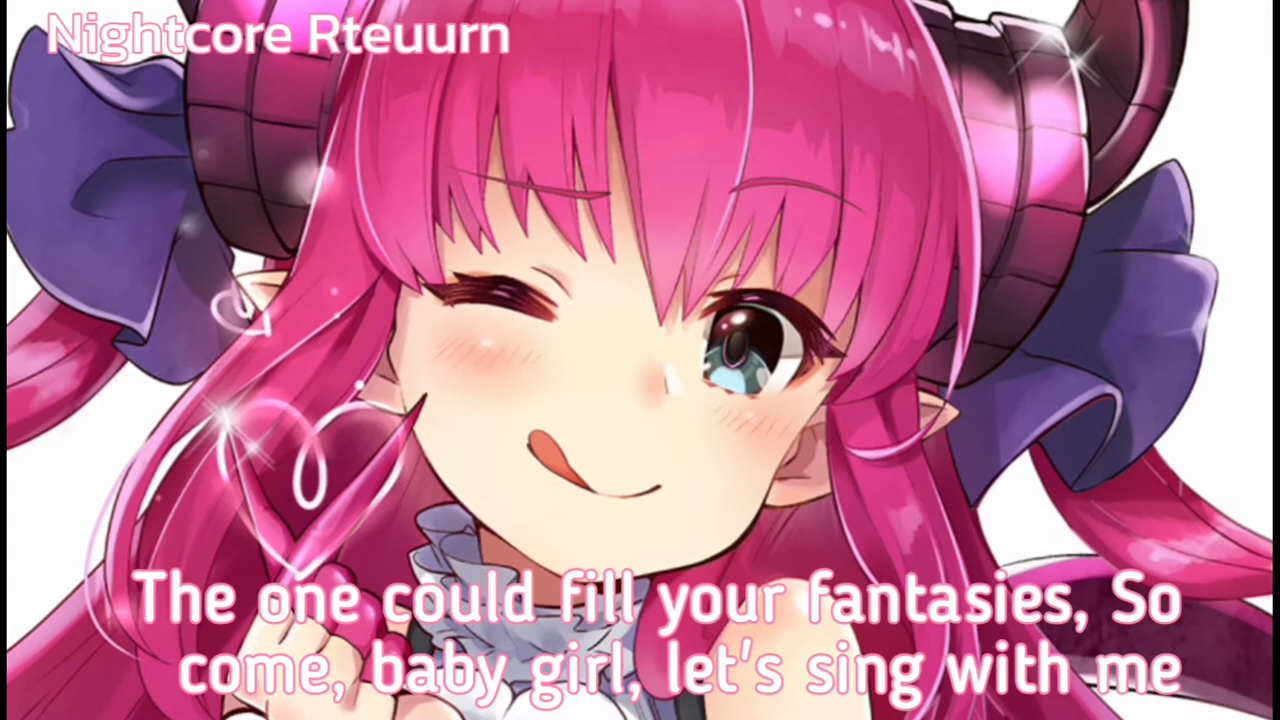 Nightcore Rteuurn
The one could fill your fantasies, So
come, baby girl, let's sing with me